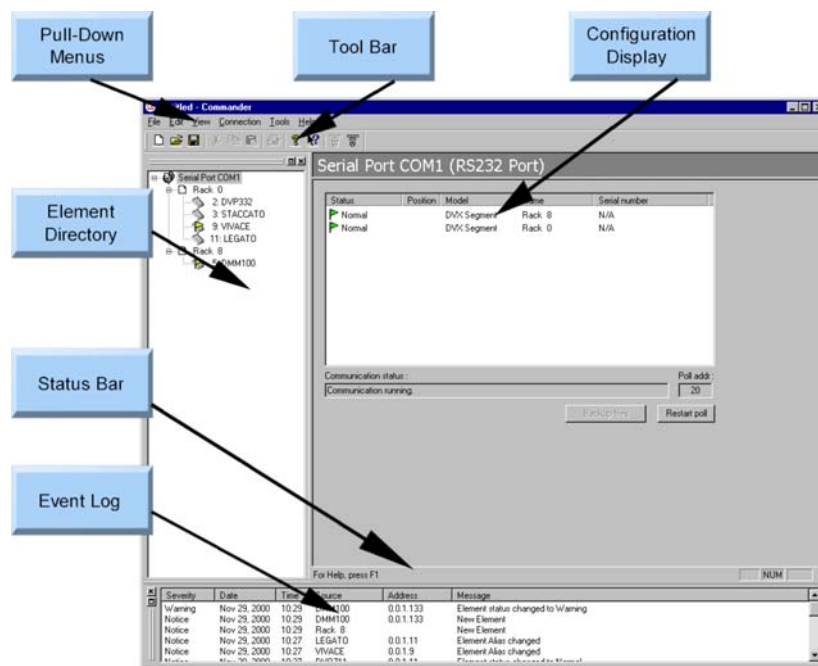 Pull-Down
Menus
Tool Bar
Configuration
Display
- Commander
File Edit View Connection Tools
Serial Port COM1
Rack 0
2: DVP332
3: STACCATO
9: VIVACE
11: LEGATO
Rack 8
DMM100
Serial Port COM1 (RS232 Port)
Status Position Model Serial number
Normal DVX Segment Rack 8 N/A
Normal DVX Segment Rack 0 N/A
Element
Directory
Communication status : Poll addr:
Communication running. 20
Restart poll
Status Bar
Event Log
For Help, press F1 NUM
Severity Date Time Source Address Message
Warning Nov 29, 2000 10:29 DMM100 0.0.1.133 Element status changed to Warning
Notice Nov 29, 2000 10:29 DMM100 0.0.1.133 New Element
Notice Nov 29, 2000 10:29 Rack 8 New Element
Notice Nov 29, 2000 10:27 LEGATO 0.0.1.11 Element Alias changed
Notice Nov 29, 2000 10:27 VIVACE 0.0.1.9 Element Alias changed